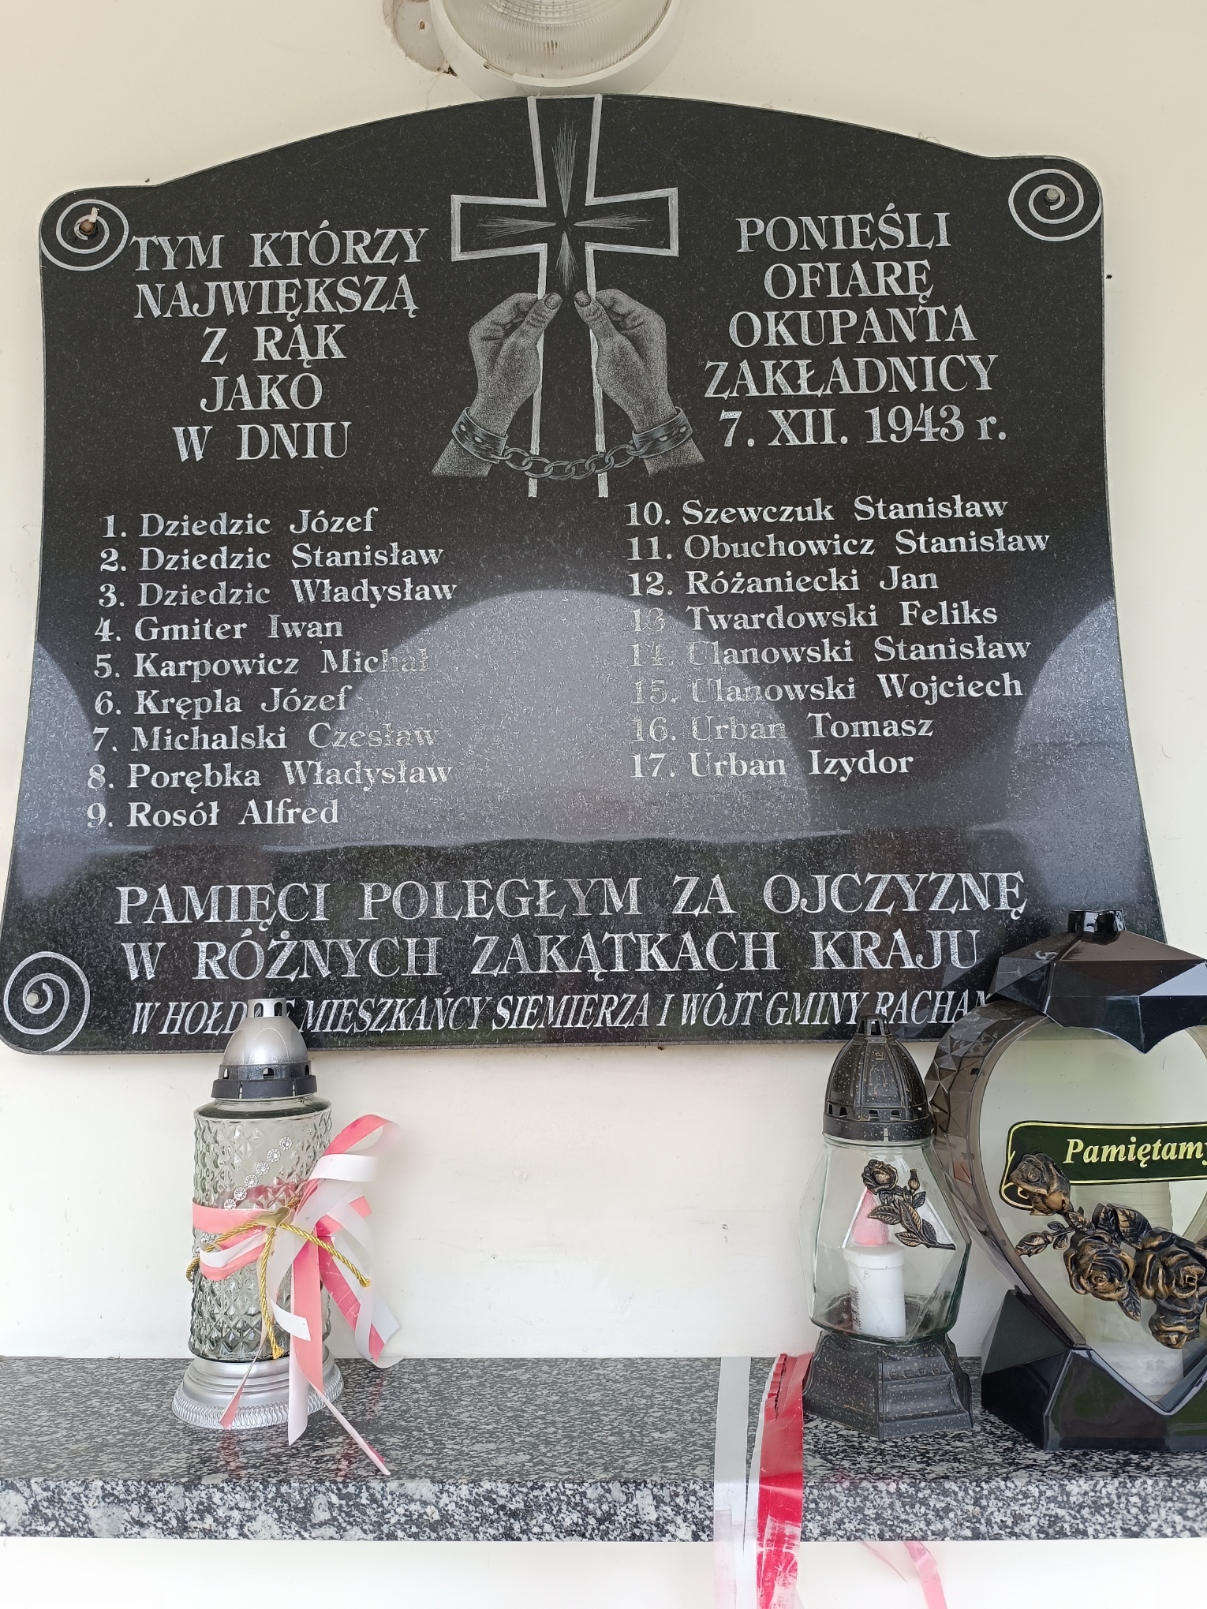 TYM KTÓRZY PONIEŚLI
NAJWIĘKSZĄ OFIARĘ
Z RĄK OKUPANTA
JAKO ZAKŁADNICY
W DNIU 7. XII. 1943 r.
1. Dziedzic Józef
2. Dziedzic Stanisław
3. Dziedzic Władysław
4. Gmiter Iwan
5. Karpowicz Michał
6. Krępla Józef
7. Michalski Czesław
8. Porębka Władysław
9. Rosół Alfred
10. Szewczuk Stanisław
11. Obuchowicz Stanisław
12. Różaniecki Jan
13. Twardowski Feliks
14. Ulanowski Stanisław
15. Ulanowski Wojciech
16. Urban Tomasz
17. Urban Izydor
PAMIĘCI POLEGŁYM ZA OJCZYZNĘ
W RÓŻNYCH ZAKĄTKACH KRAJU
W HOŁDZIE MIESZKAŃCY SIEMIERZA I WÓJT GMINY
Pamiętamy